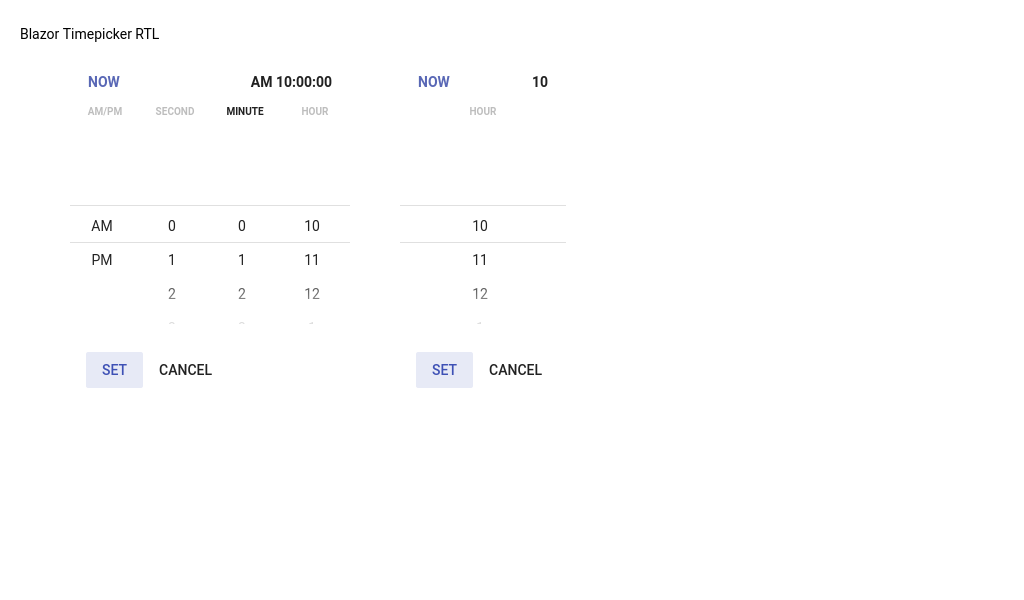 Blazor Timepicker RTL
NOW AM 10:00:00
AM/PM SECOND MINUTE HOUR
AM 0 0 10
PM 1 1 11
2 2 12
SET CANCEL
NOW 10
HOUR
10
11
12
SET CANCEL